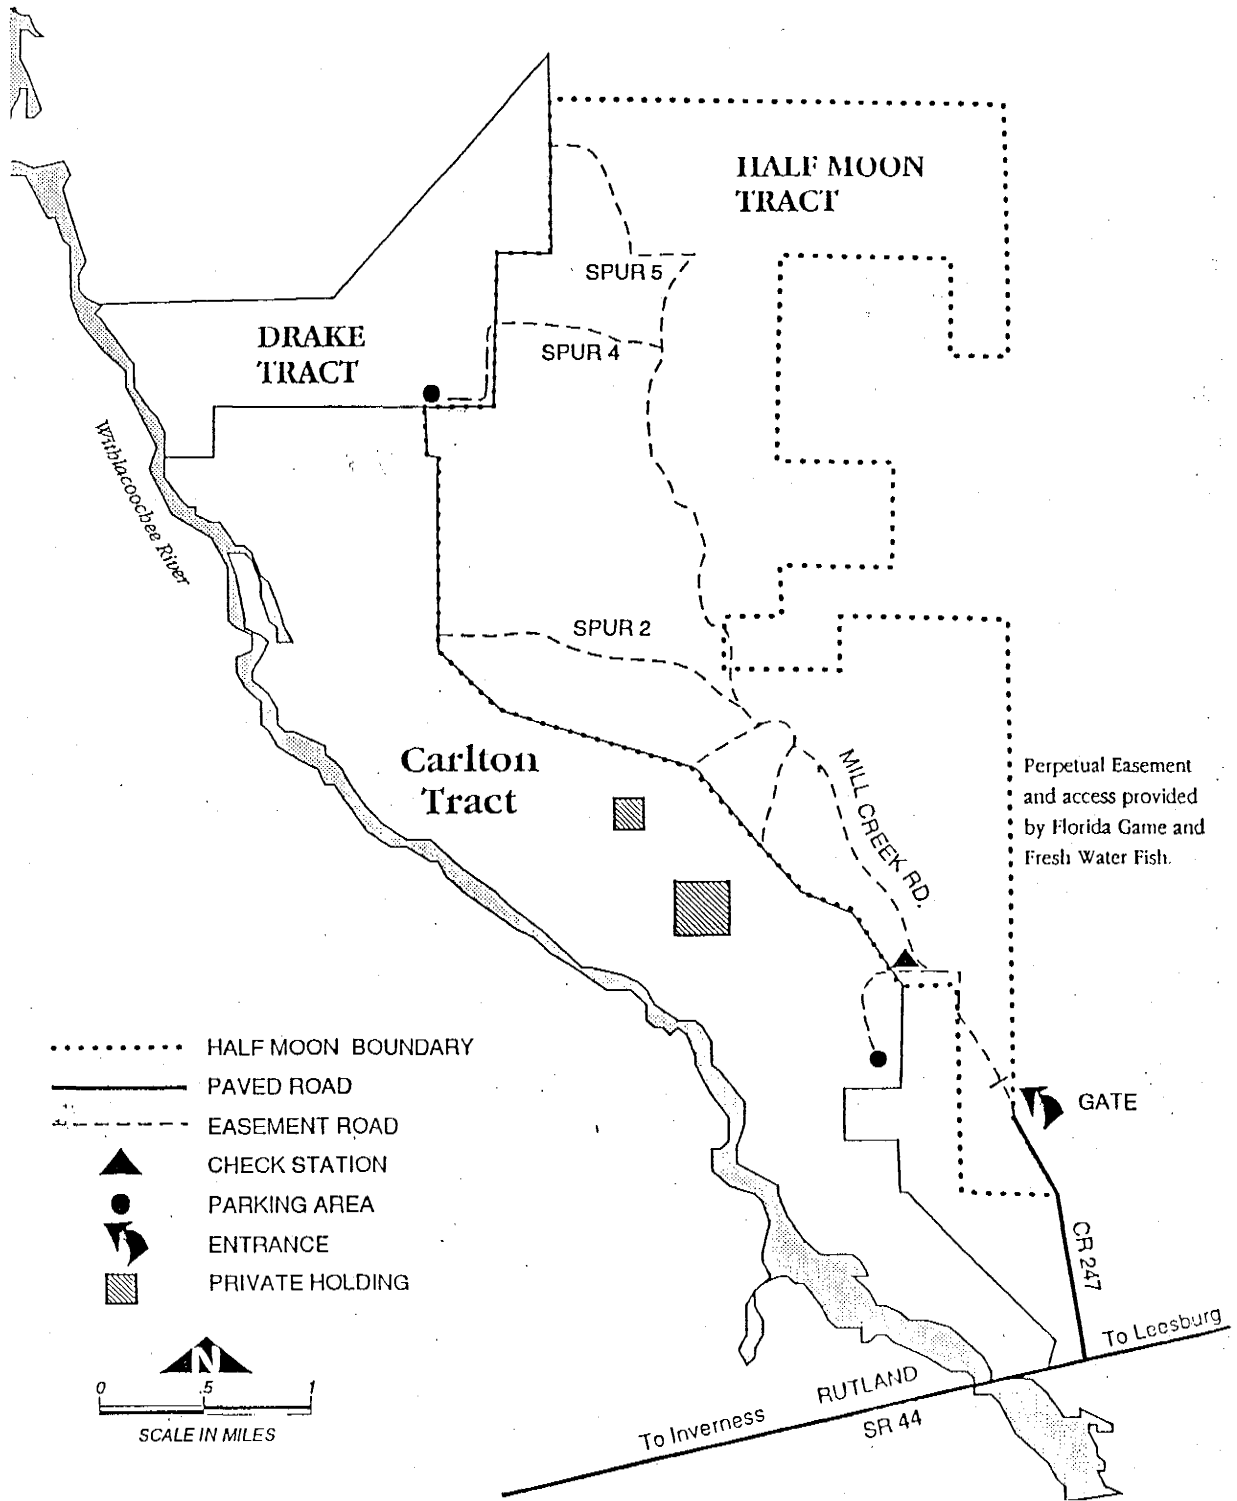 HALF MOON
TRACT
SPUR 5
DRAKE
TRACT
SPUR 4
Withlacoochee River
SPUR 2
Carlton
Tract
MILL CREEK RD.
Perpetual Easement
and access provided
by Florida Game and
Fresh Water Fish.
HALF MOON BOUNDARY
PAVED ROAD
EASEMENT ROAD
CHECK STATION
PARKING AREA
ENTRANCE
PRIVATE HOLDING
GATE
CR 247
N
0 .5 1
SCALE IN MILES
To Leesburg
RUTLAND
To Inverness
SR 44